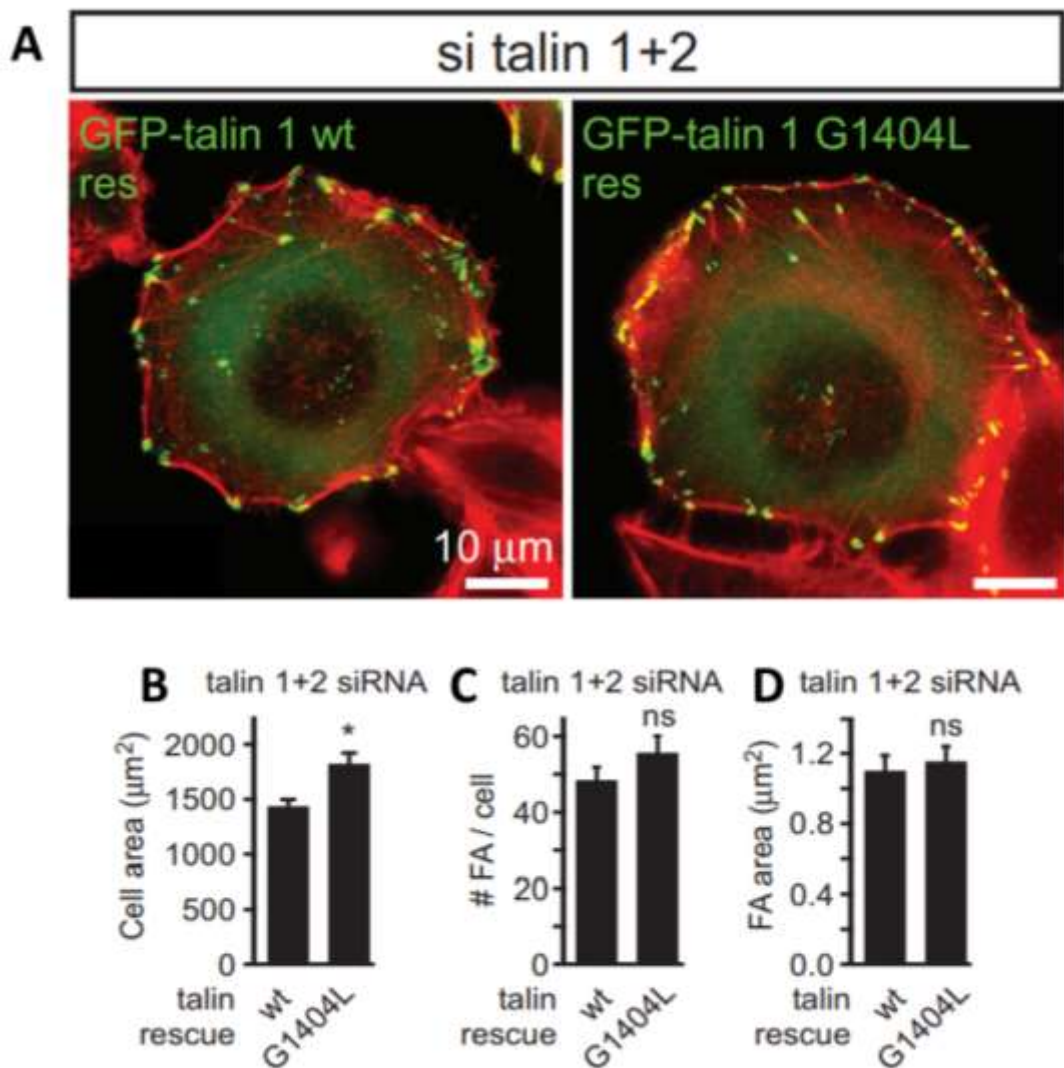 A
si talin 1+2
GFP-talin 1 wt
res
GFP-talin 1 G1404L
res
10 μm
B talin 1+2 siRNA
Cell area (μm²)
2000
1500
1000
500
0
*
talin
rescue
wt
G1404L
C talin 1+2 siRNA
# FA / cell
60
40
20
0
ns
talin
rescue
wt
G1404L
D talin 1+2 siRNA
FA area (μm²)
1.2
0.8
0.4
0.0
ns
talin
rescue
wt
G1404L